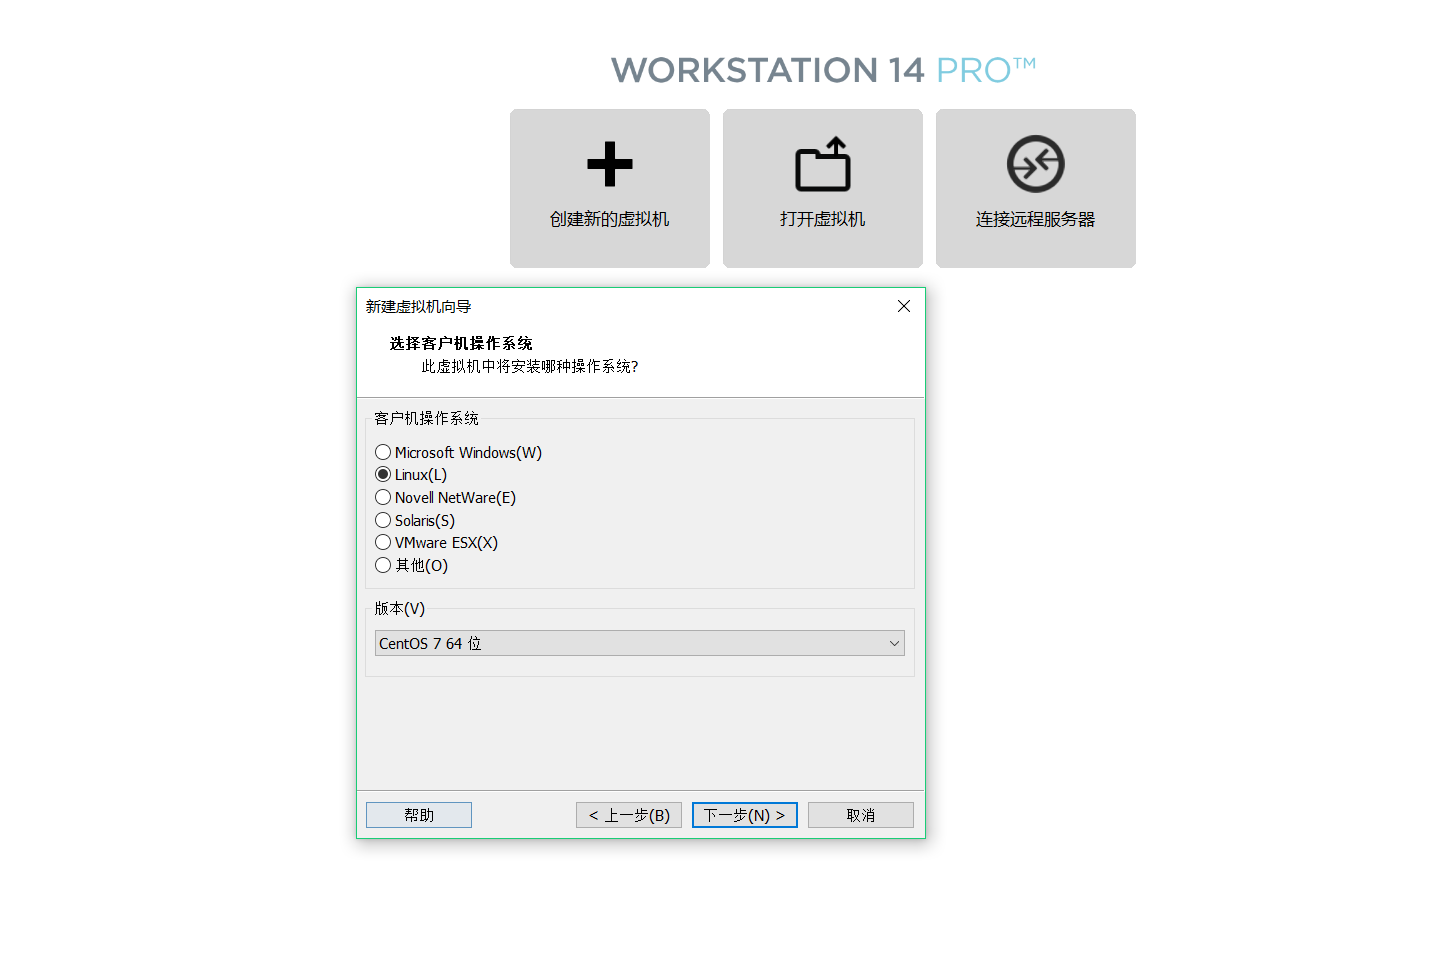 WORKSTATION 14 PRO™
创建新的虚拟机
打开虚拟机
连接远程服务器
新建虚拟机向导
选择客户机操作系统
此虚拟机中将安装哪种操作系统?
客户机操作系统
Microsoft Windows(W)
Linux(L)
Novell NetWare(E)
Solaris(S)
VMware ESX(X)
其他(O)
版本(V)
CentOS 7 64 位
帮助
< 上一步(B)
下一步(N) >
取消